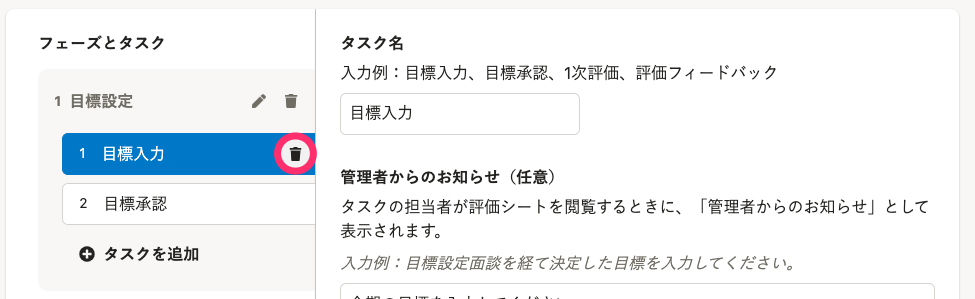 フェーズとタスク
1 目標設定
1 目標入力
2 目標承認
タスクを追加
タスク名
入力例：目標入力、目標承認、1次評価、評価フィードバック
目標入力
管理者からのお知らせ（任意）
タスクの担当者が評価シートを閲覧するときに、「管理者からのお知らせ」として
表示されます。
入力例：目標設定面談を経て決定した目標を入力してください。